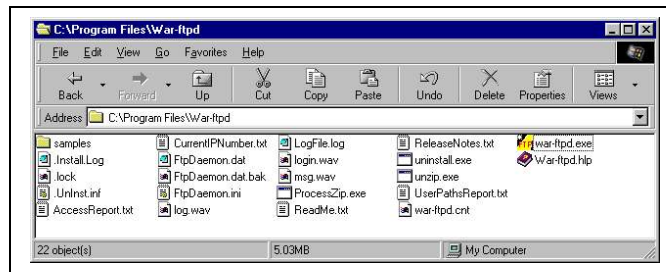 C:\Program Files\War-ftpd
File Edit View Go Favorites Help
Back Forward Up Cut Copy Paste Undo Delete Properties Views
Address C:\Program Files\War-ftpd
samples CurrentIPNumber.txt LogFile.log ReleaseNotes.txt war-ftpd.exe
.Install.Log FtpDaemon.dat login.wav uninstall.exe War-ftpd.hlp
.lock FtpDaemon.dat.bak msg.wav unzip.exe
.UnInst.inf FtpDaemon.ini ProcessZip.exe UserPathsReport.txt
AccessReport.txt log.wav ReadMe.txt war-ftpd.cnt
22 object(s) 5.03MB My Computer